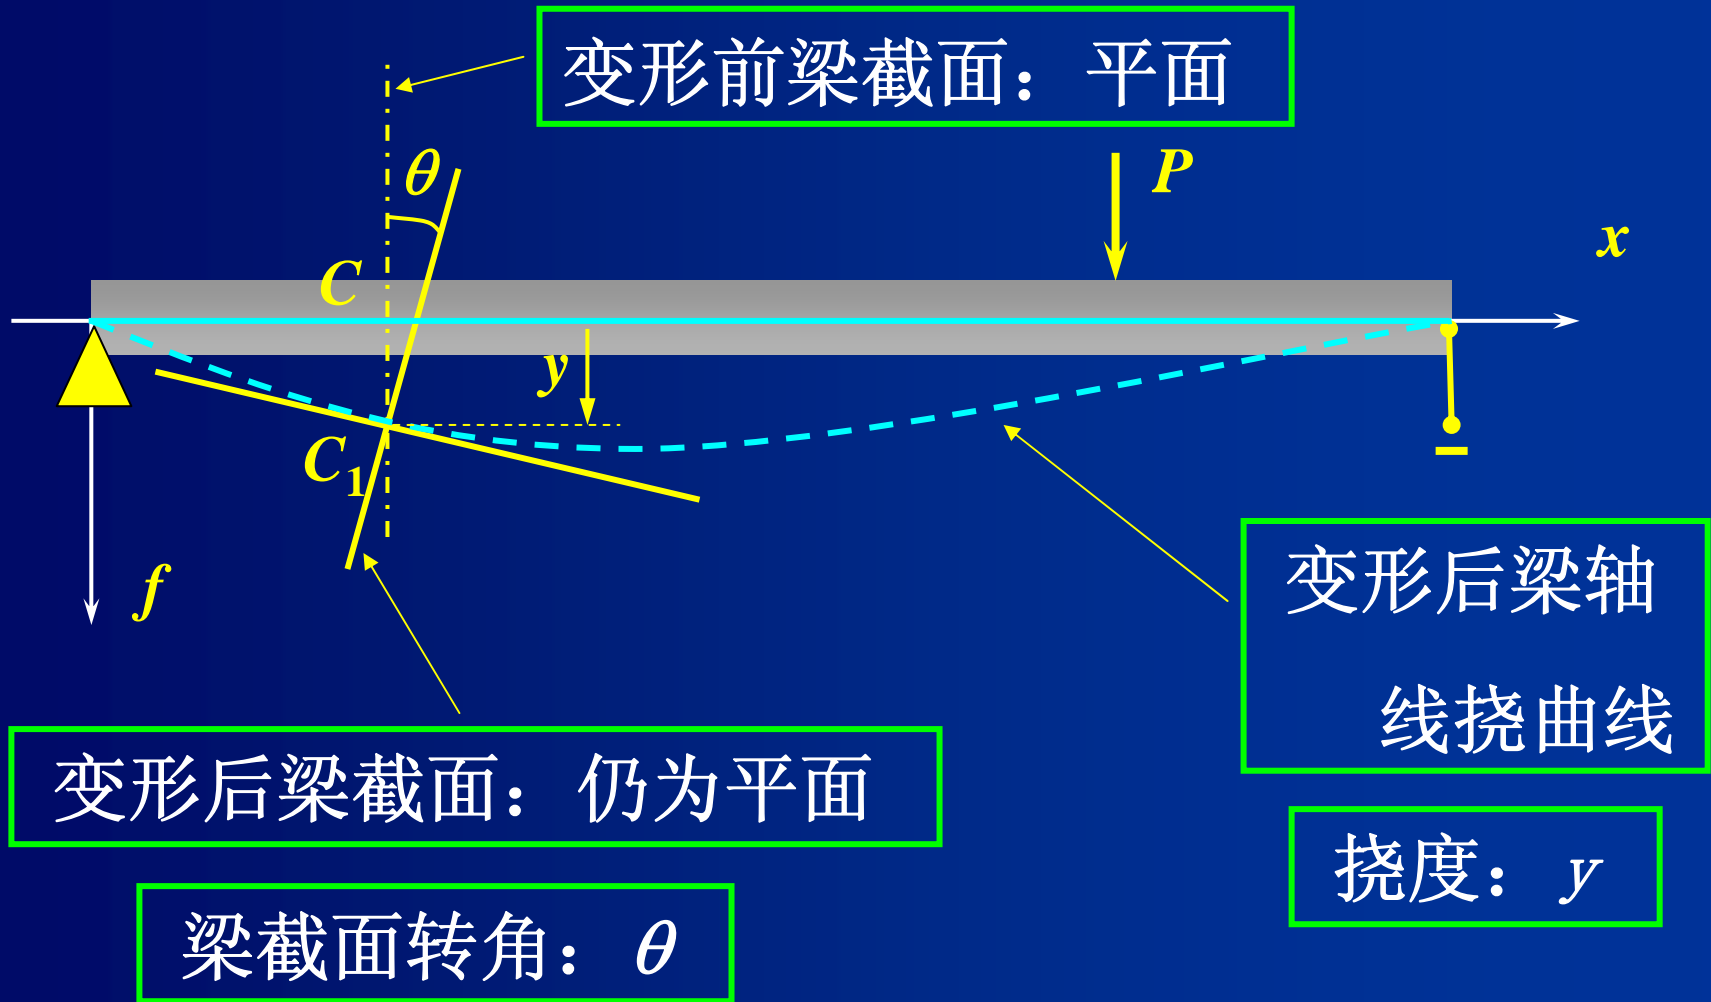 变形前梁截面：平面
θ
P
x
C
y
C1
f
变形后梁轴
线挠曲线
变形后梁截面：仍为平面
挠度：y
梁截面转角：θ